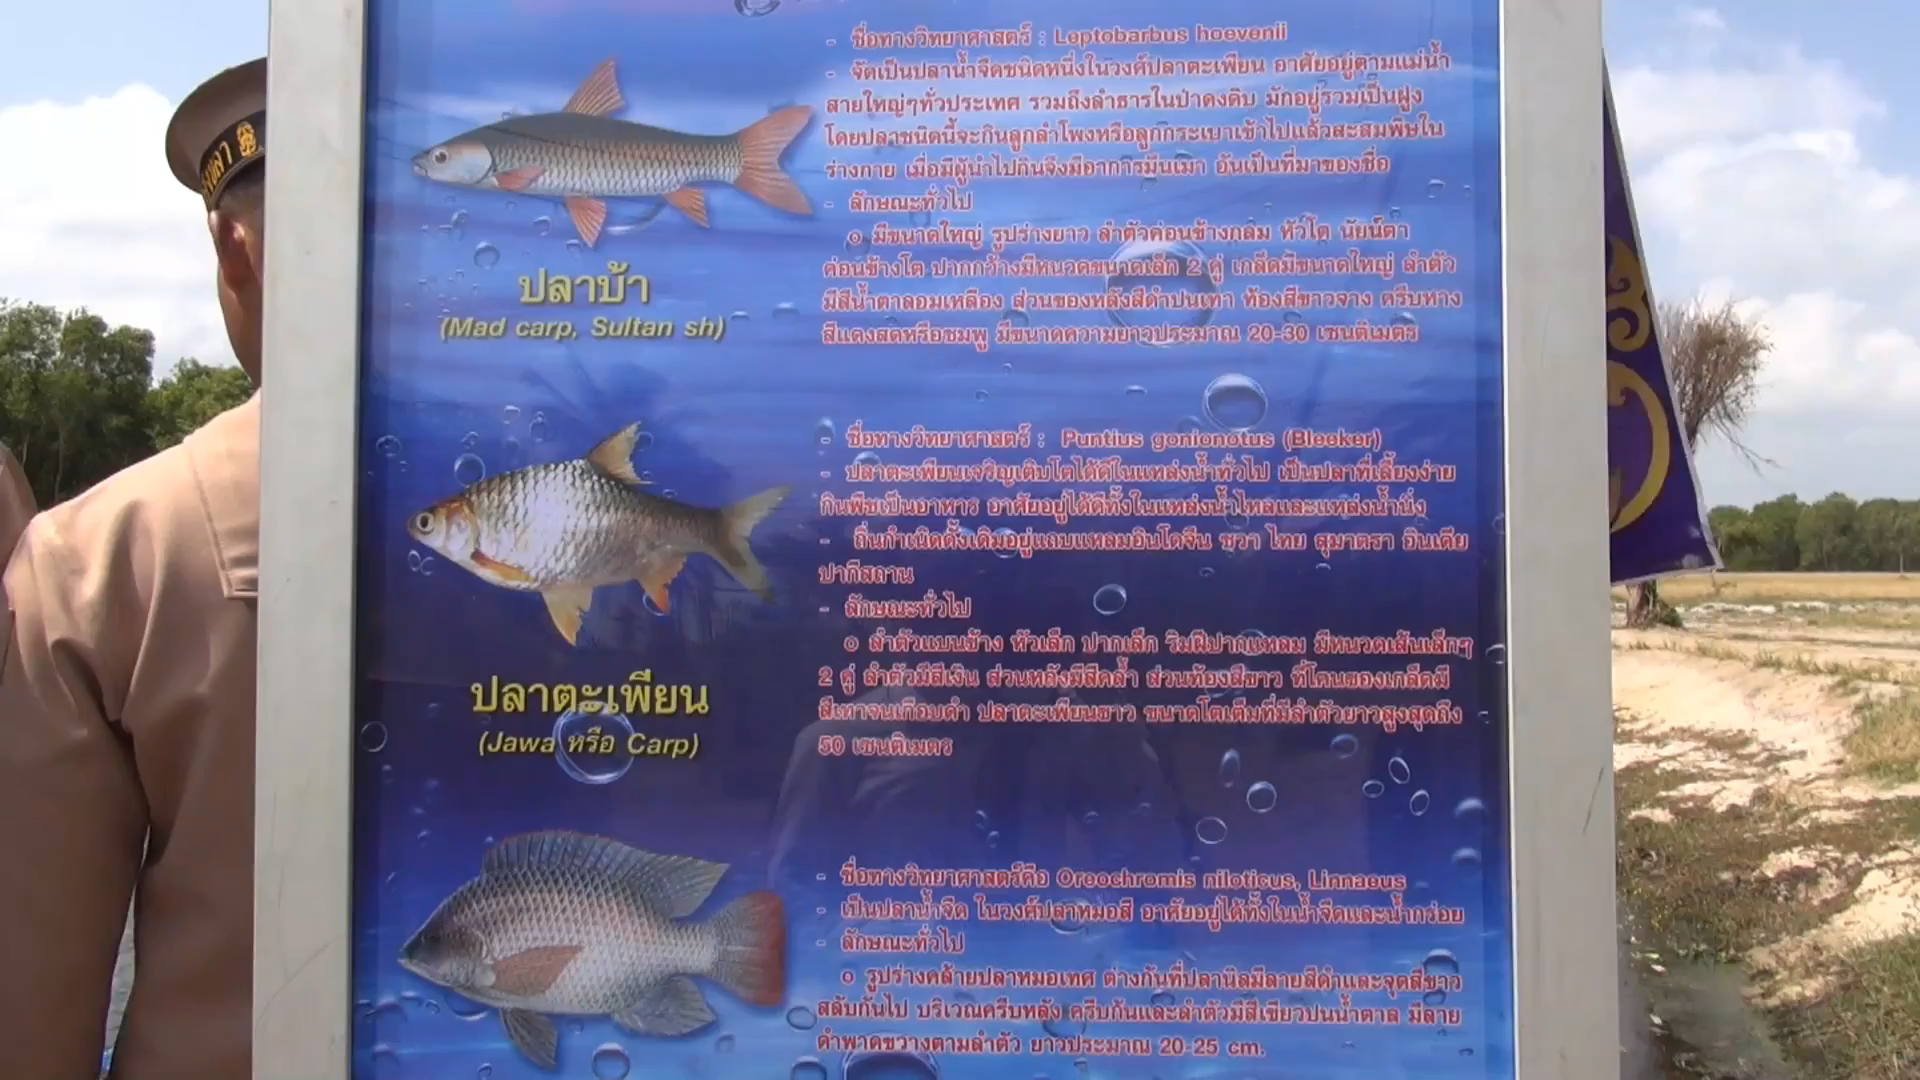 - ชื่อทางวิทยาศาสตร์ : Leptobarbus hoevenii
- จัดเป็นปลาน้ำจืดชนิดหนึ่งในวงศ์ปลาตะเพียน อาศัยอยู่ตามแม่น้ำ
สายใหญ่ๆทั่วประเทศ รวมถึงลำธารในป่าดงดิบ มักอยู่รวมเป็นฝูง
โดยปลาชนิดนี้จะกินลูกลำโพงหรือลูกกระเบาเข้าไปแล้วสะสมพิษใน
ร่างกาย เมื่อมีผู้นำไปกินจึงมีอาการมึนเมา อันเป็นที่มาของชื่อ
- ลักษณะทั่วไป
o มีขนาดใหญ่ รูปร่างยาว ลำตัวค่อนข้างกลม หัวโต นัยน์ตา
ค่อนข้างโต ปากกว้างมีหนวดขนาดเล็ก 2 คู่ เกล็ดมีขนาดใหญ่ ลำตัว
มีสีน้ำตาลอมเหลือง ส่วนของหลังสีดำปนเทา ท้องสีขาวจาง ครีบหาง
สีแดงสดหรือชมพู มีขนาดความยาวประมาณ 20-30 เซนติเมตร
ปลาบ้า
(Mad carp, Sultan sh)
- ชื่อทางวิทยาศาสตร์ : Puntius gonionotus (Bleeker)
- ปลาตะเพียนเจริญเติบโตได้ดีในแหล่งน้ำทั่วไป เป็นปลาที่เลี้ยงง่าย
กินพืชเป็นอาหาร อาศัยอยู่ได้ดีทั้งในแหล่งน้ำไหลและแหล่งน้ำนิ่ง
- ถิ่นกำเนิดดั้งเดิมอยู่แถบแหลมอินโดจีน ชวา ไทย สุมาตรา อินเดีย
ปากีสถาน
- ลักษณะทั่วไป
o ลำตัวแบนข้าง หัวเล็ก ปากเล็ก ริมฝีปากแหลม มีหนวดเส้นเล็กๆ
2 คู่ ลำตัวมีสีเงิน ส่วนหลังมีสีคล้ำ ส่วนท้องสีขาว ที่โคนของเกล็ดมี
สีเทาจนเกือบดำ ปลาตะเพียนขาว ขนาดโตเต็มที่มีลำตัวยาวสูงสุดถึง
50 เซนติเมตร
ปลาตะเพียน
(Jawa หรือ Carp)
- ชื่อทางวิทยาศาสตร์คือ Oreochromis niloticus, Linnaeus
- เป็นปลาน้ำจืด ในวงศ์ปลาหมอสี อาศัยอยู่ได้ทั้งในน้ำจืดและน้ำกร่อย
- ลักษณะทั่วไป
o รูปร่างคล้ายปลาหมอเทศ ต่างกันที่ปลานิลมีลายสีดำและจุดสีขาว
สลับกันไป บริเวณครีบหลัง ครีบก้นและลำตัวมีสีเขียวปนน้ำตาล มีลาย
ดำพาดขวางตามลำตัว ยาวประมาณ 20-25 cm.